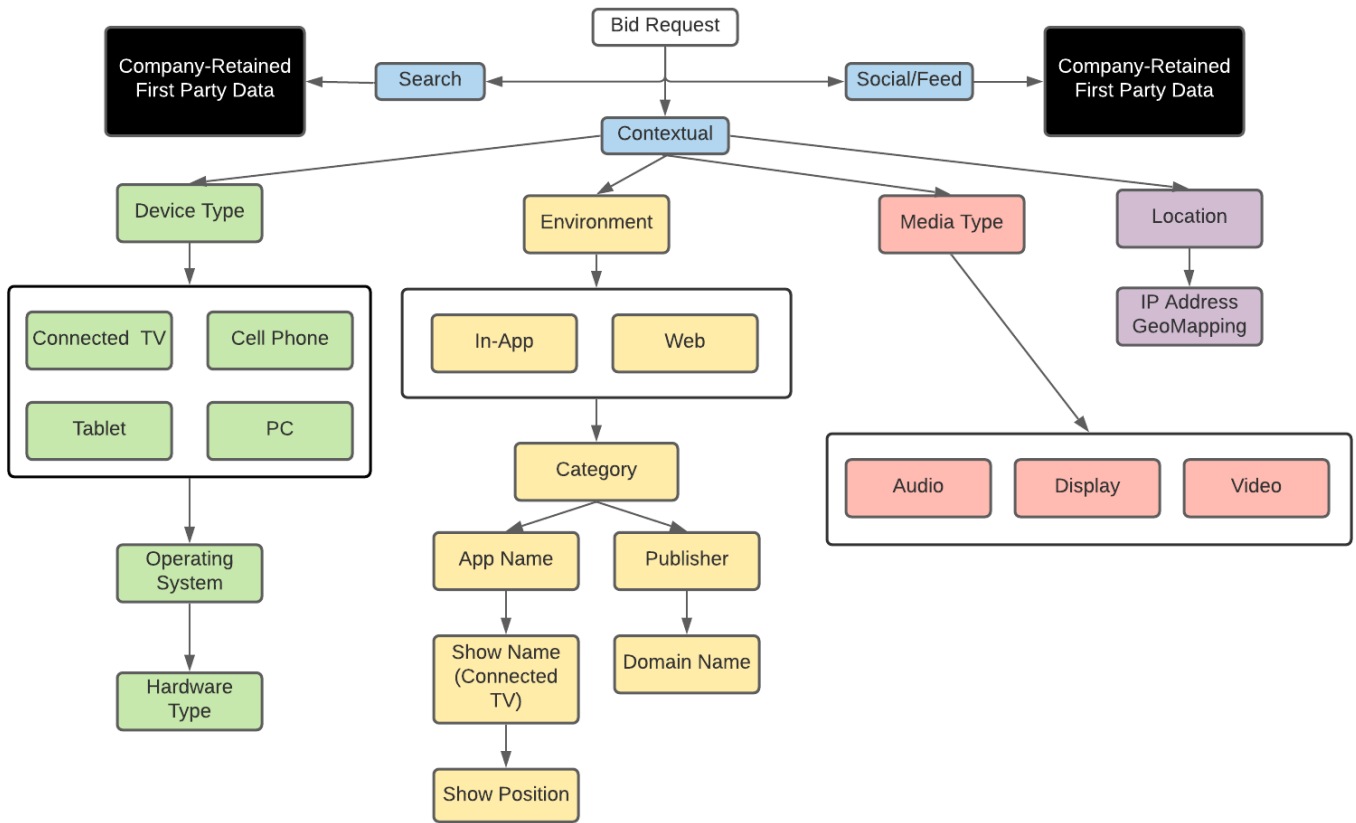 Bid Request
Company-Retained
First Party Data
Search
Social/Feed
Company-Retained
First Party Data
Contextual
Device Type
Environment
Media Type
Location
IP Address
GeoMapping
Connected TV
Cell Phone
In-App
Web
Tablet
PC
Category
Audio
Display
Video
Operating
System
App Name
Publisher
Show Name
(Connected
TV)
Domain Name
Hardware
Type
Show Position